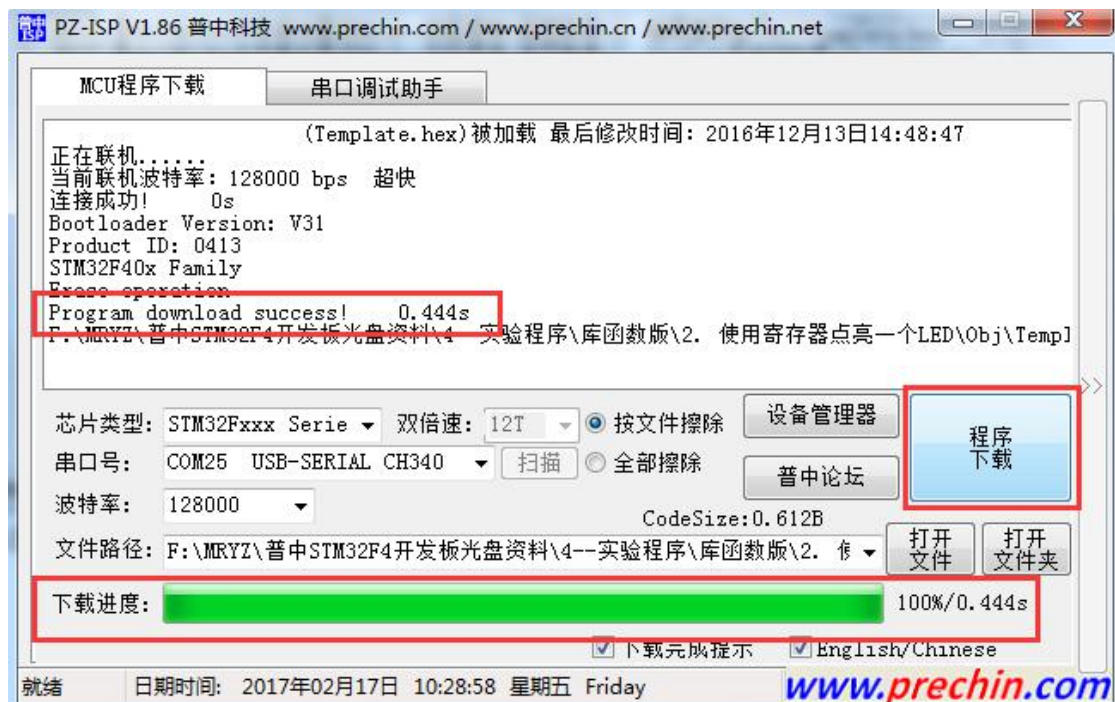 普中ISP PZ-ISP V1.86 普中科技 www.prechin.com / www.prechin.cn / www.prechin.net
MCU程序下载 串口调试助手
(Template.hex)被加载 最后修改时间: 2016年12月13日14:48:47
正在联机......
当前联机波特率: 128000 bps 超快
连接成功! 0s
Bootloader Version: V31
Product ID: 0413
STM32F40x Family
Erase operation
Program download success! 0.444s
F:\MRYZ\普中STM32F4开发板光盘资料\4--实验程序\库函数版\2. 使用寄存器点亮一个LED\Obj\Templ
芯片类型: STM32Fxxx Serie 双倍速: 12T 按文件擦除 设备管理器
程序
下载
串口号: COM25 USB-SERIAL CH340 扫描 全部擦除 普中论坛
波特率: 128000 CodeSize:0.612B
文件路径: F:\MRYZ\普中STM32F4开发板光盘资料\4--实验程序\库函数版\2. 打开文件 打开文件夹
下载进度: 100%/0.444s
下载完成提示 English/Chinese
就绪 日期时间: 2017年02月17日 10:28:58 星期五 Friday www.prechin.com
>>